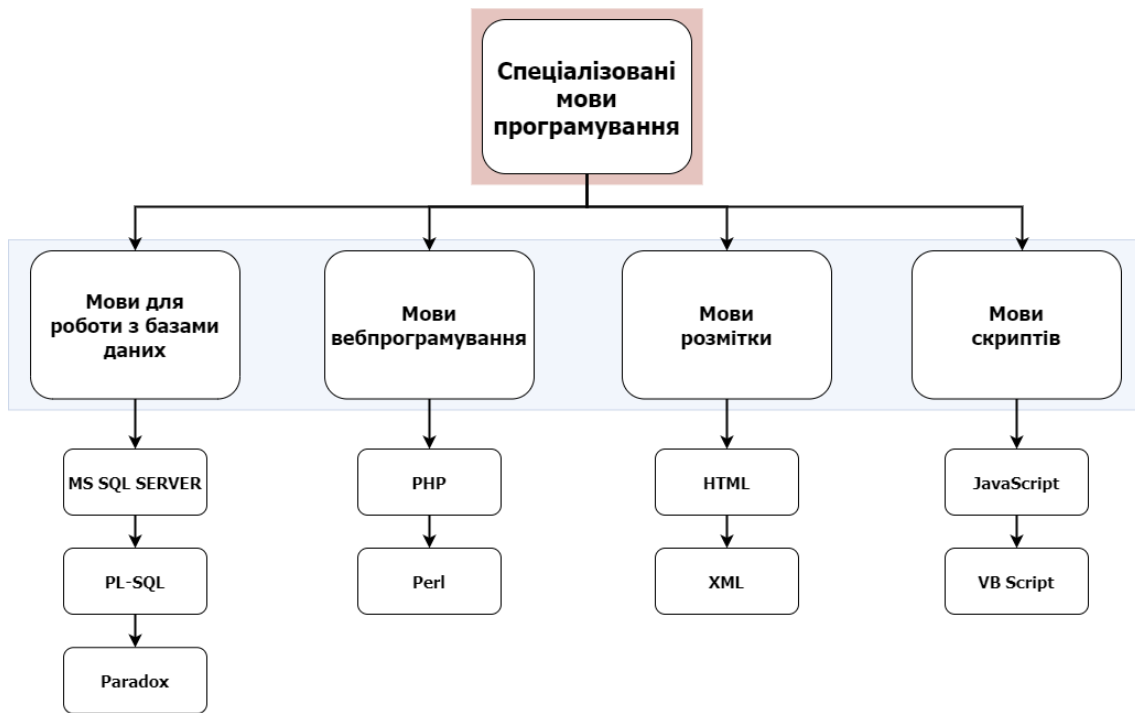 Спеціалізовані
мови
програмування
Мови для
роботи з базами
даних
Мови
вебпрограмування
Мови
розмітки
Мови
скриптів
MS SQL SERVER
PHP
HTML
JavaScript
PL-SQL
Perl
XML
VB Script
Paradox